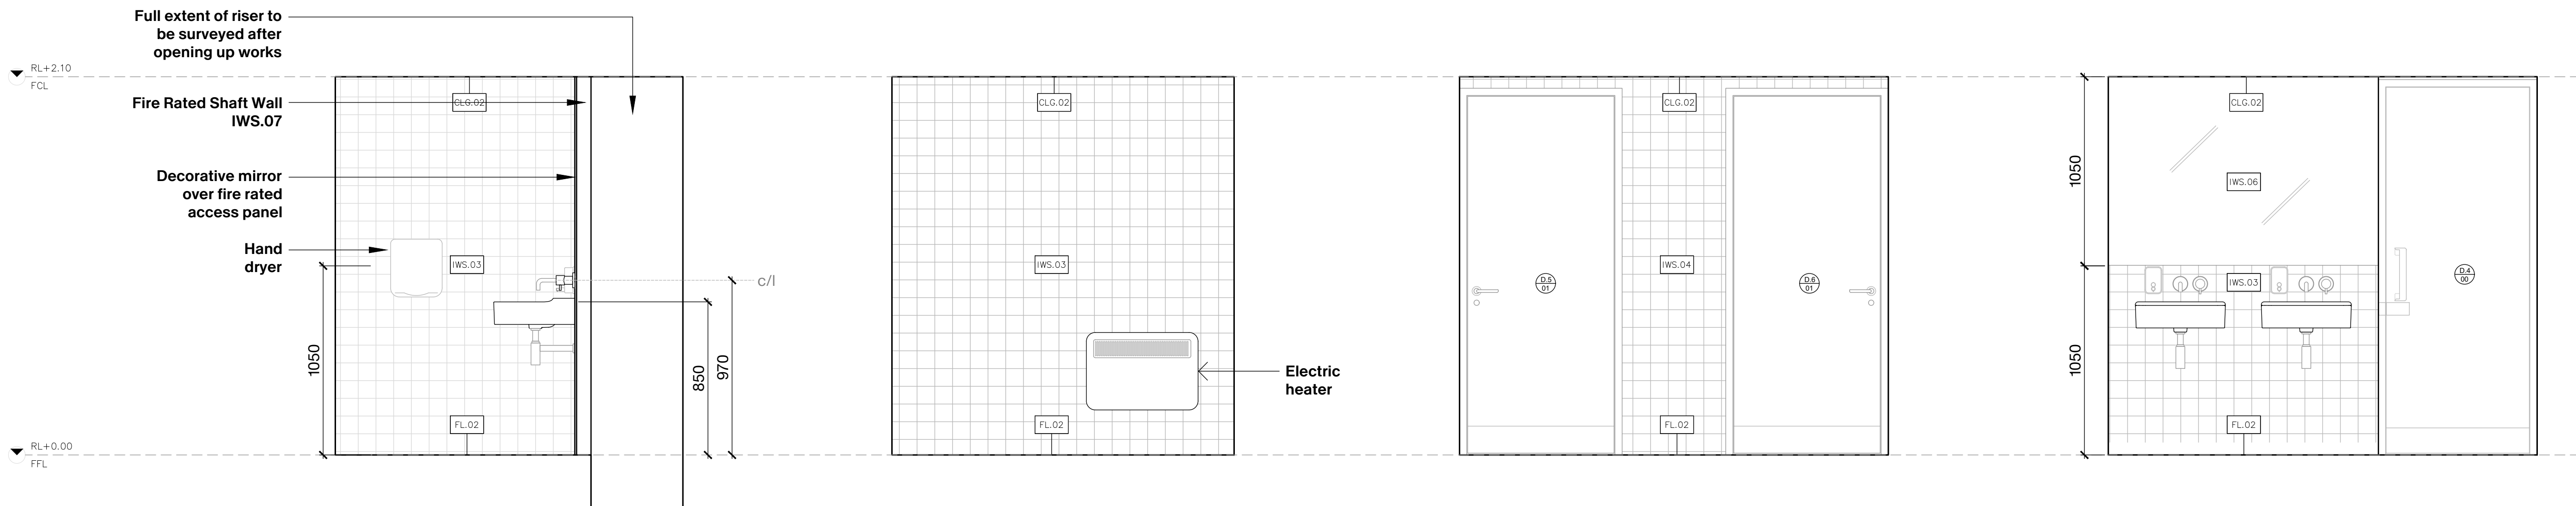 Full extent of riser to
be surveyed after
opening up works
RL+2.10
FCL
Fire Rated Shaft Wall
IWS.07
Decorative mirror
over fire rated
access panel
Hand
dryer
1050
RL+0.00
FFL
CLG.02
IWS.03
FL.02
c/l
850
970
CLG.02
IWS.03
FL.02
Electric
heater
CLG.02
D.5
01
IWS.04
D.6
01
FL.02
1050
1050
CLG.02
IWS.06
IWS.03
FL.02
D.4
00